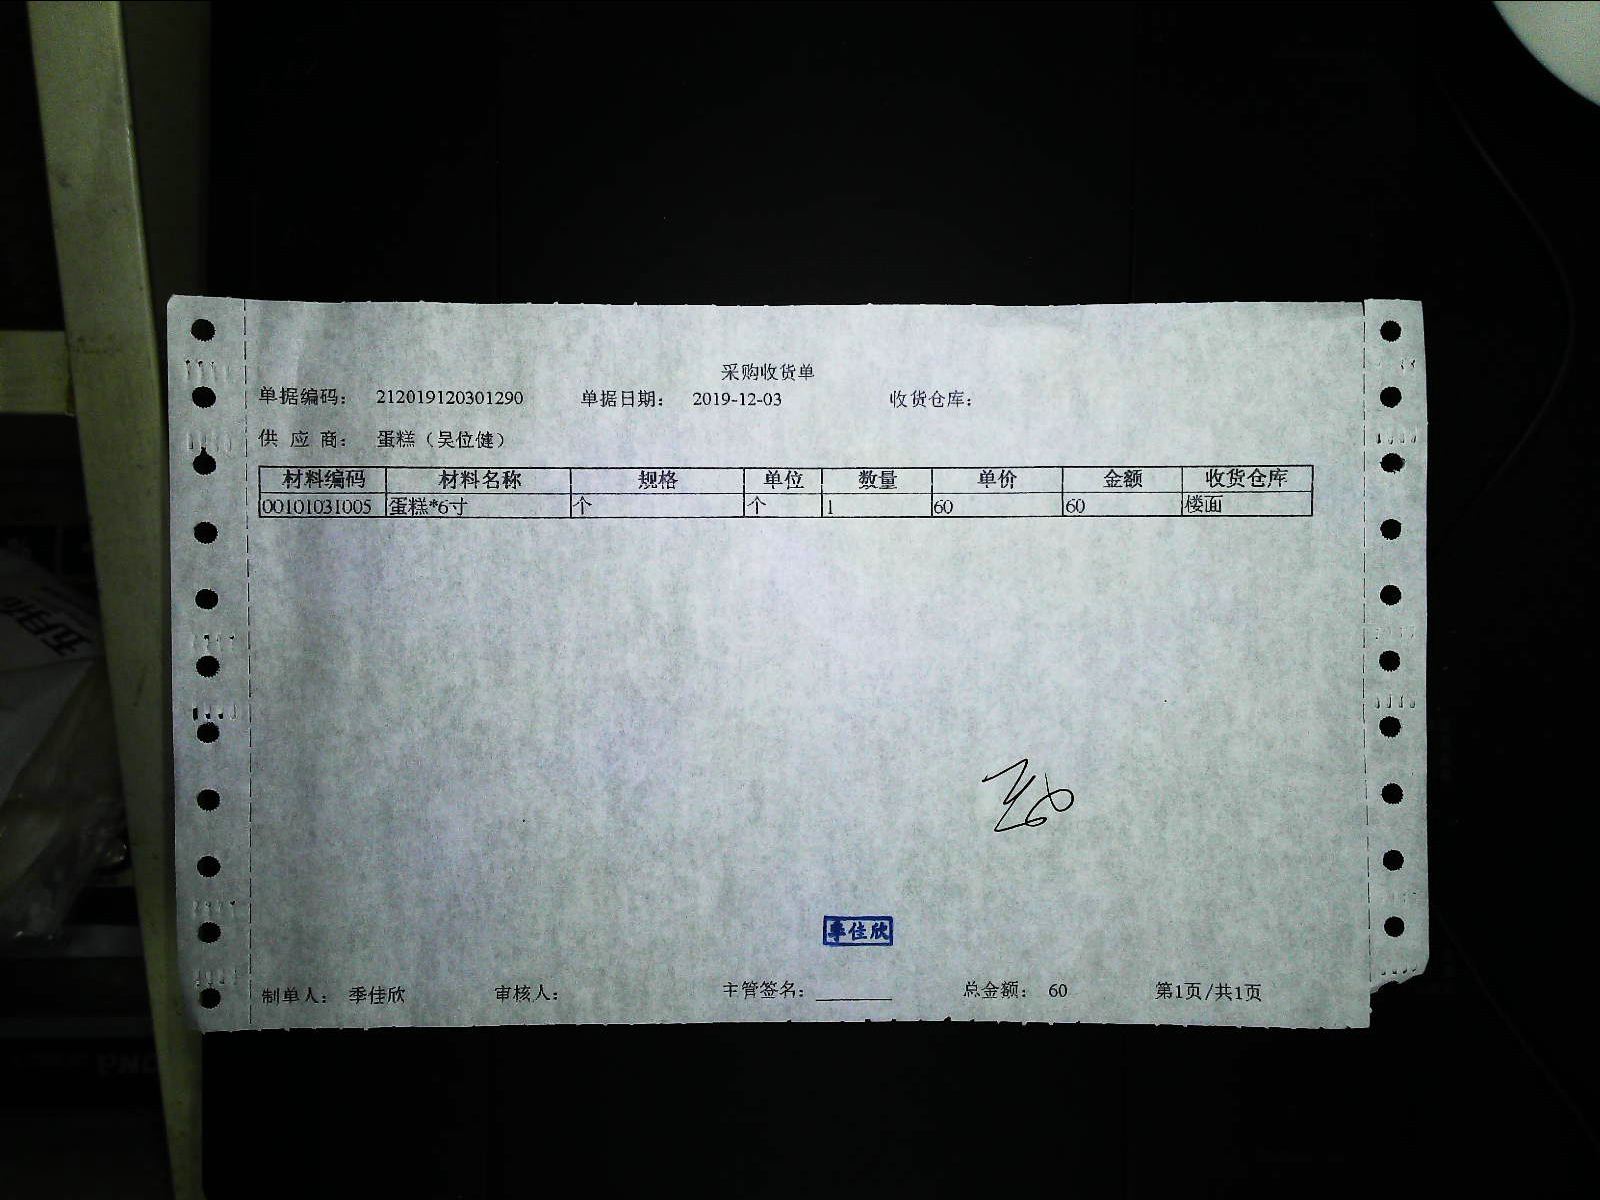 采购收货单
单据编码： 212019120301290 单据日期： 2019-12-03 收货仓库：
供 应 商： 蛋糕（吴位健）
材料编码 材料名称 规格 单位 数量 单价 金额 收货仓库
00101031005 蛋糕*6寸 个 个 1 60 60 楼面
季佳欣
制单人： 季佳欣 审核人： 主管签名：________ 总金额： 60 第1页/共1页